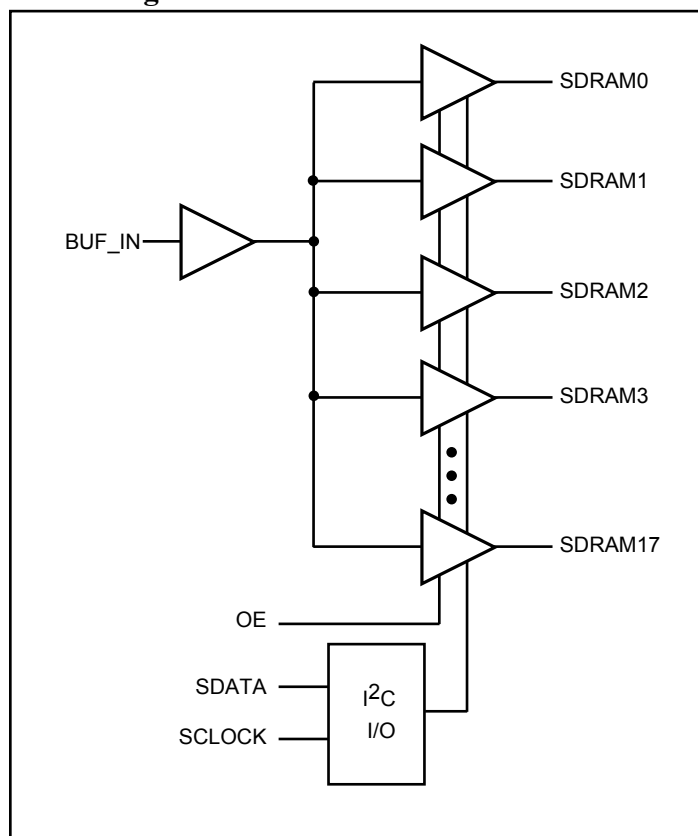 SDRAM0
SDRAM1
BUF_IN
SDRAM2
SDRAM3
SDRAM17
OE
SDATA
I²C
I/O
SCLOCK